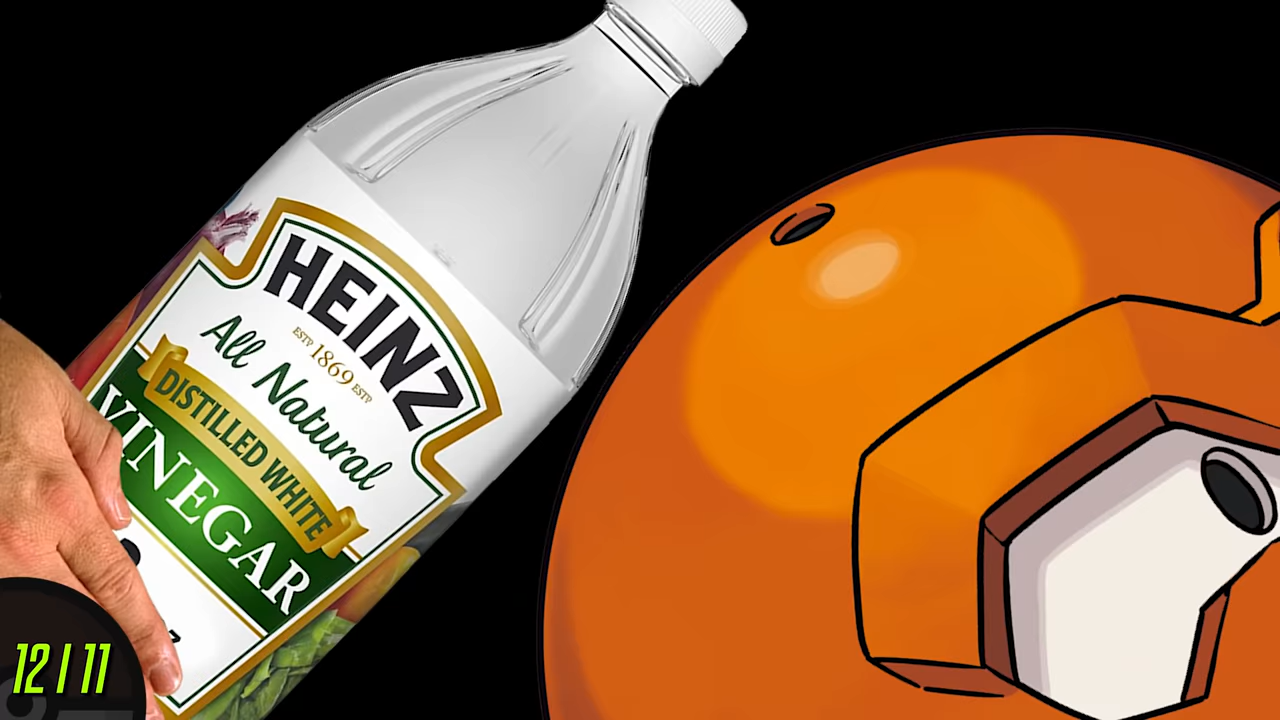 HEINZ
ESTD 1869 ESTD
All Natural
DISTILLED WHITE
VINEGAR
12 / 11